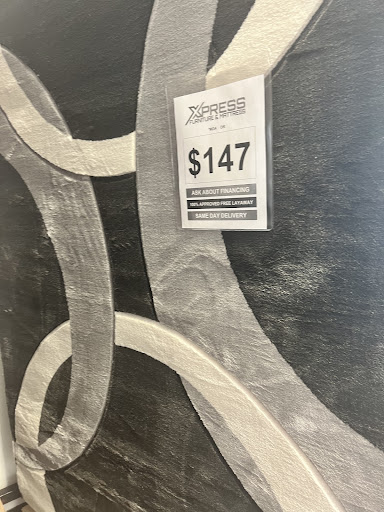 XPRESS
FURNITURE & MATTRESS
$147
ASK ABOUT FINANCING
100% APPROVED FREE LAYAWAY
SAME DAY DELIVERY